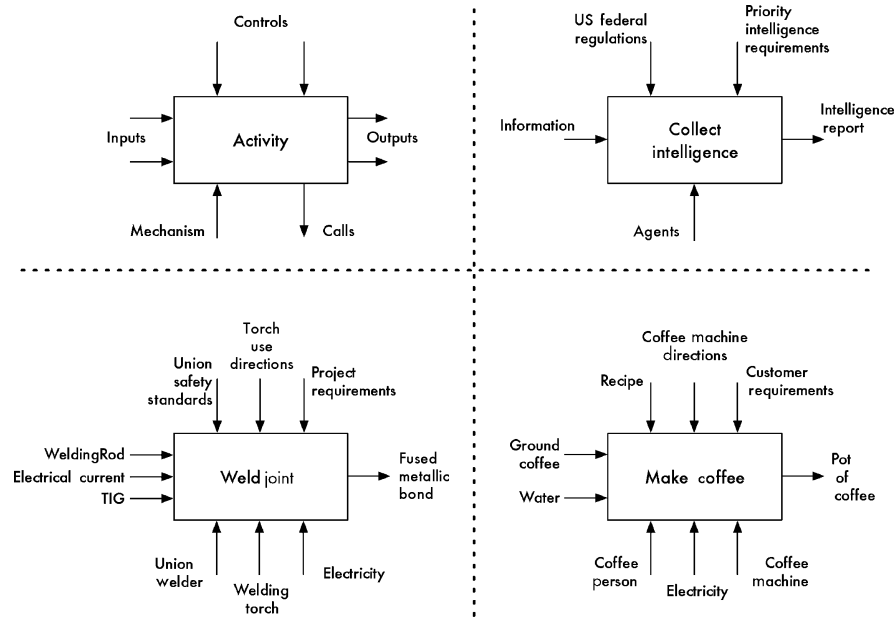 Controls
Inputs
Activity
Outputs
Mechanism
Calls
US federal
regulations
Priority
intelligence
requirements
Information
Collect
intelligence
Intelligence
report
Agents
Torch
use
directions
Union
safety
standards
Project
requirements
WeldingRod
Electrical current
TIG
Weld joint
Fused
metallic
bond
Union
welder
Welding
torch
Electricity
Coffee machine
directions
Recipe
Customer
requirements
Ground
coffee
Water
Make coffee
Pot
of
coffee
Coffee
person
Electricity
Coffee
machine